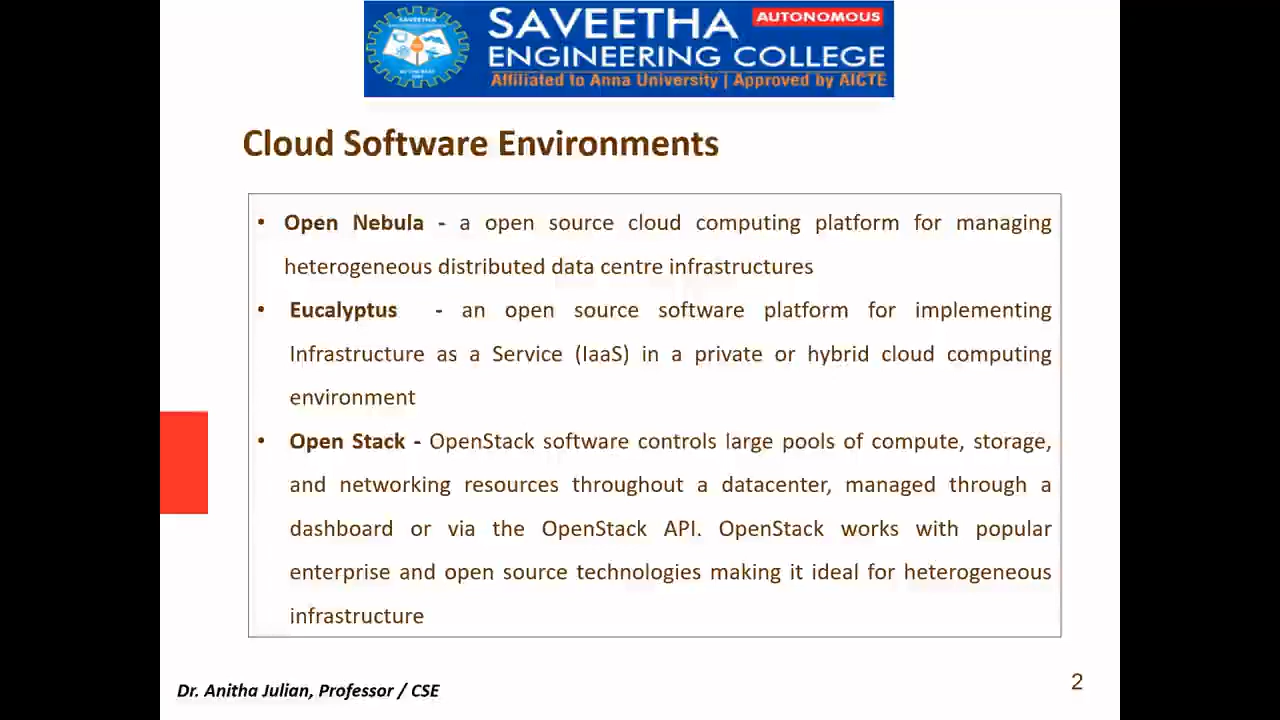 SAVEETHA
AUTONOMOUS
ENGINEERING COLLEGE
Affiliated to Anna University | Approved by AICTE
SAVEETHA
Cloud Software Environments
• Open Nebula - a open source cloud computing platform for managing
heterogeneous distributed data centre infrastructures
• Eucalyptus - an open source software platform for implementing
Infrastructure as a Service (IaaS) in a private or hybrid cloud computing
environment
• Open Stack - OpenStack software controls large pools of compute, storage,
and networking resources throughout a datacenter, managed through a
dashboard or via the OpenStack API. OpenStack works with popular
enterprise and open source technologies making it ideal for heterogeneous
infrastructure
Dr. Anitha Julian, Professor / CSE
2